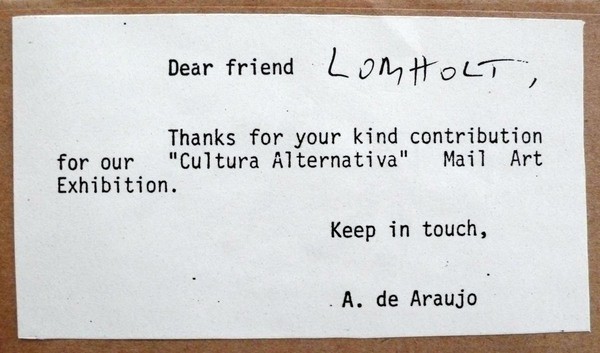 Dear friend LOMHOLT,
Thanks for your kind contribution
for our "Cultura Alternativa" Mail Art
Exhibition.
Keep in touch,
A. de Araujo